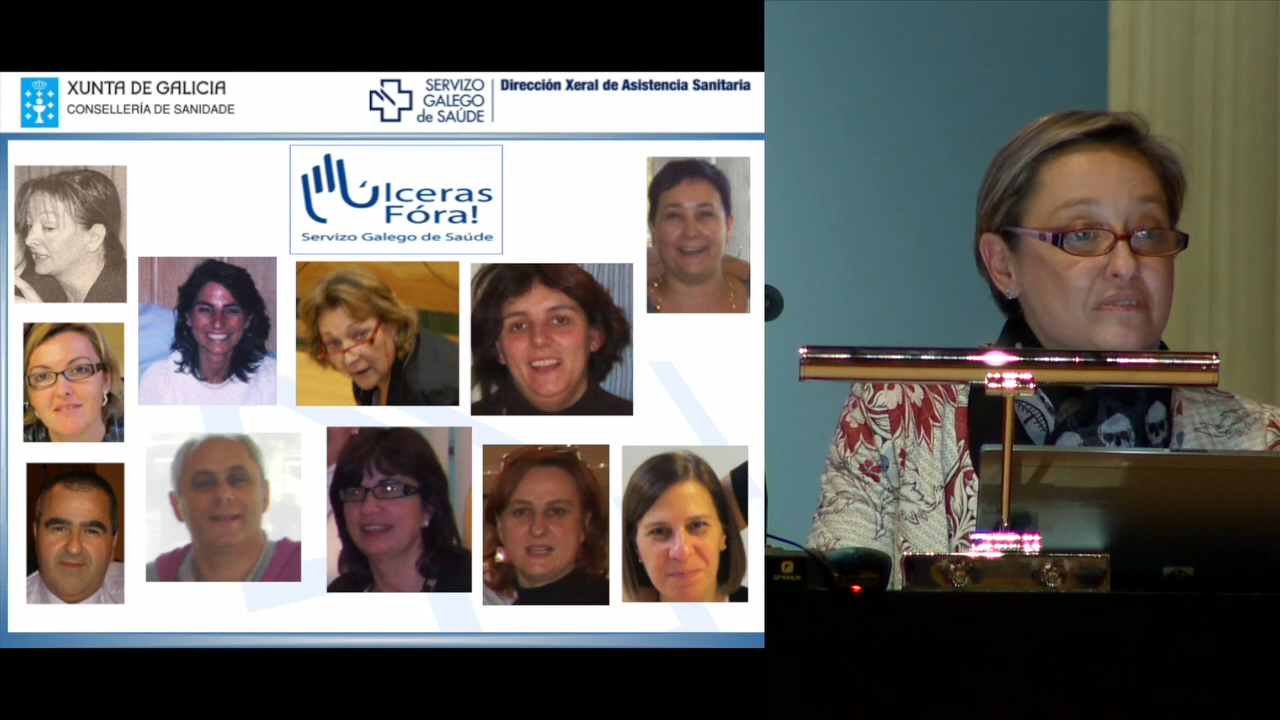 XUNTA DE GALICIA
CONSELLERÍA DE SANIDADE
SERVIZO
GALEGO
de SAÚDE
Dirección Xeral de Asistencia Sanitaria
Úlceras
Fóra!
Servizo Galego de Saúde
OPTIMUS